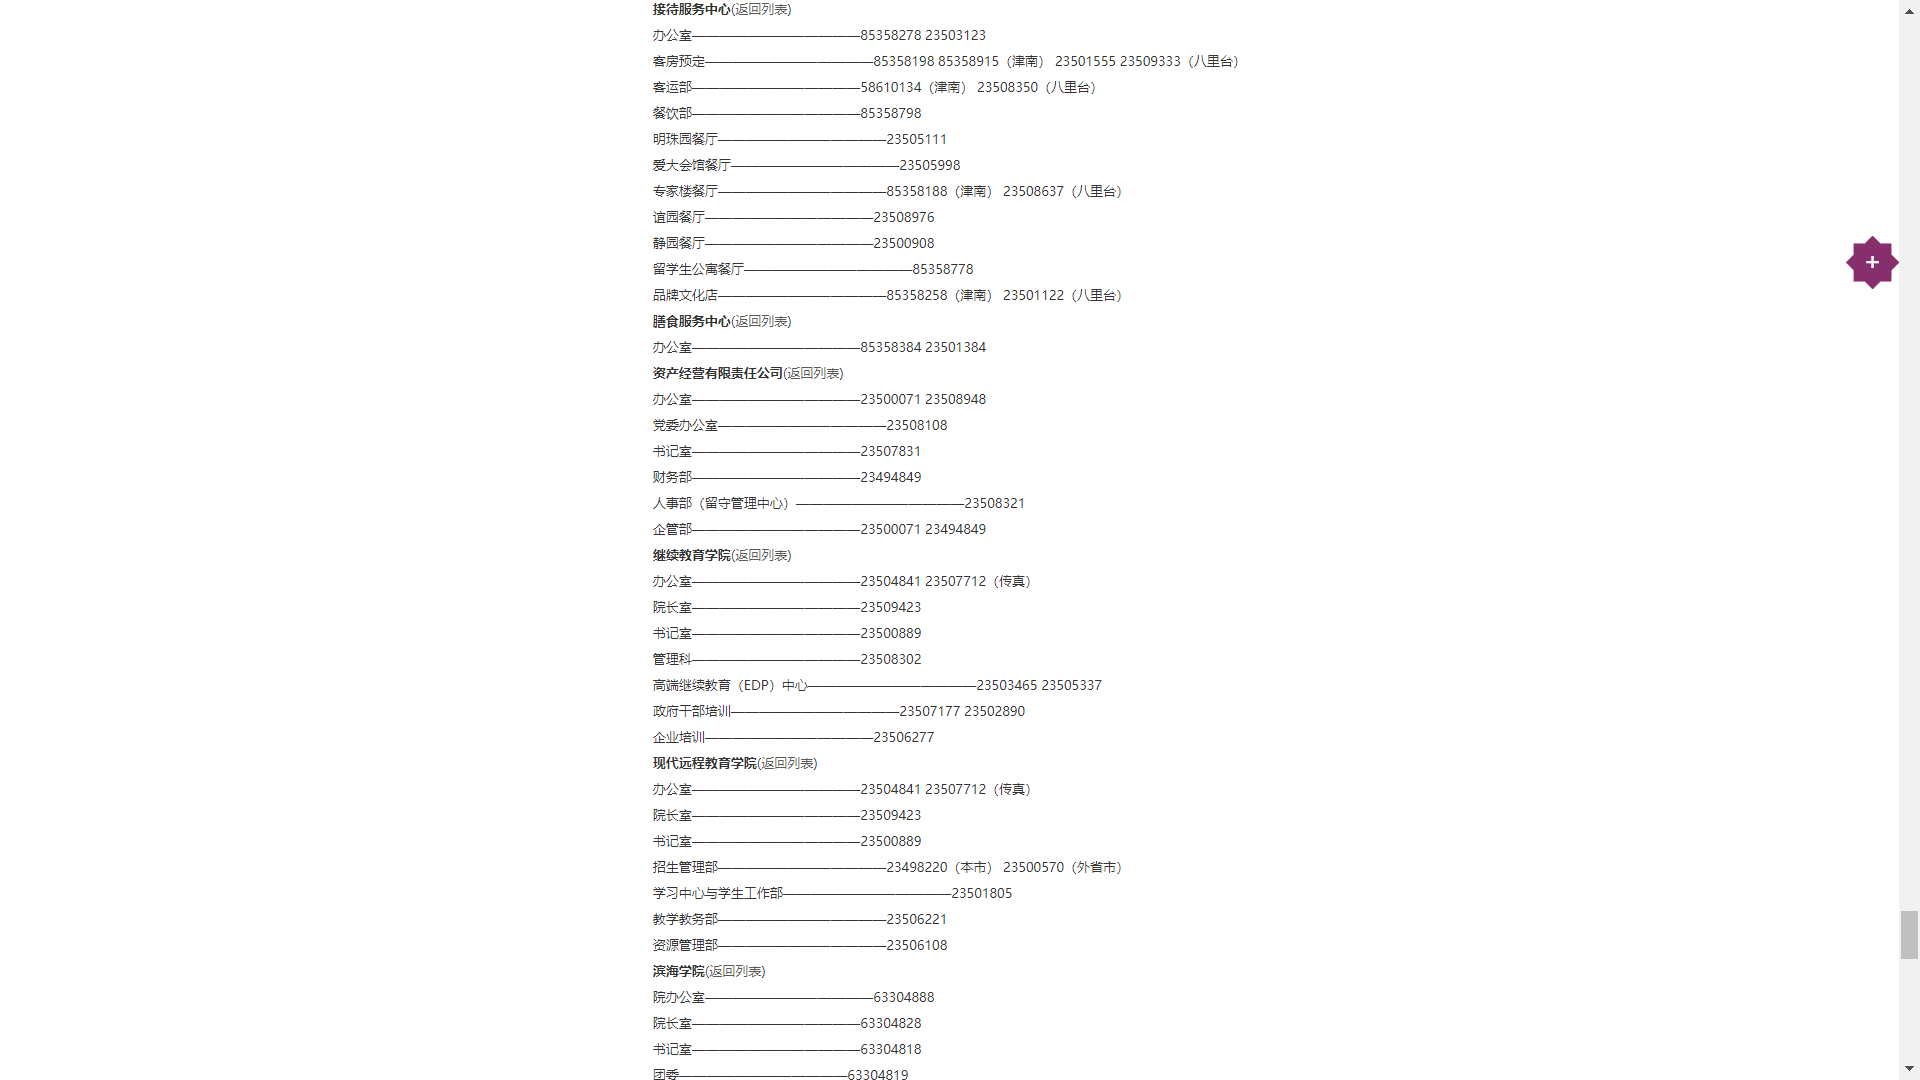 接待服务中心(返回列表)
办公室—————————————85358278 23503123
客房预定—————————————85358198 85358915（津南） 23501555 23509333（八里台）
客运部—————————————58610134（津南） 23508350（八里台）
餐饮部—————————————85358798
明珠园餐厅—————————————23505111
爱大会馆餐厅—————————————23505998
专家楼餐厅—————————————85358188（津南） 23508637（八里台）
谊园餐厅—————————————23508976
静园餐厅—————————————23500908
留学生公寓餐厅—————————————85358778
品牌文化店—————————————85358258（津南） 23501122（八里台）
膳食服务中心(返回列表)
办公室—————————————85358384 23501384
资产经营有限责任公司(返回列表)
办公室—————————————23500071 23508948
党委办公室—————————————23508108
书记室—————————————23507831
财务部—————————————23494849
人事部（留守管理中心）—————————————23508321
企管部—————————————23500071 23494849
继续教育学院(返回列表)
办公室—————————————23504841 23507712（传真）
院长室—————————————23509423
书记室—————————————23500889
管理科—————————————23508302
高端继续教育（EDP）中心—————————————23503465 23505337
政府干部培训—————————————23507177 23502890
企业培训—————————————23506277
现代远程教育学院(返回列表)
办公室—————————————23504841 23507712（传真）
院长室—————————————23509423
书记室—————————————23500889
招生管理部—————————————23498220（本市） 23500570（外省市）
学习中心与学生工作部—————————————23501805
教学教务部—————————————23506221
资源管理部—————————————23506108
滨海学院(返回列表)
院办公室—————————————63304888
院长室—————————————63304828
书记室—————————————63304818
团委—————————————63304819